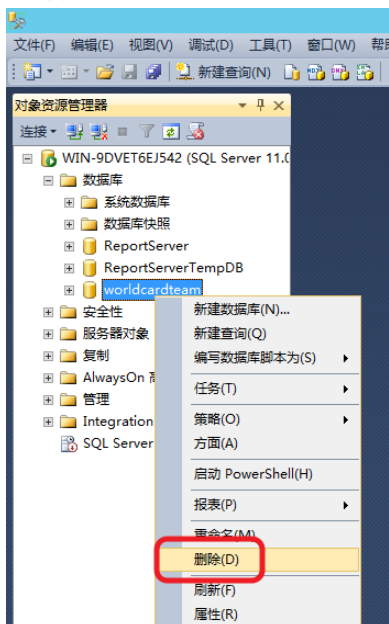 文件(F) 编辑(E) 视图(V) 调试(D) 工具(T) 窗口(W) 帮
新建查询(N)
对象资源管理器
连接
WIN-9DVET6EJ542 (SQL Server 11.0
数据库
系统数据库
数据库快照
ReportServer
ReportServerTempDB
worldcardteam
安全性
服务器对象
复制
AlwaysOn 高
管理
Integration
SQL Server
新建数据库(N)...
新建查询(Q)
编写数据库脚本为(S)
任务(T)
策略(O)
方面(A)
启动 PowerShell(H)
报表(P)
重命名(M)
删除(D)
刷新(F)
属性(R)